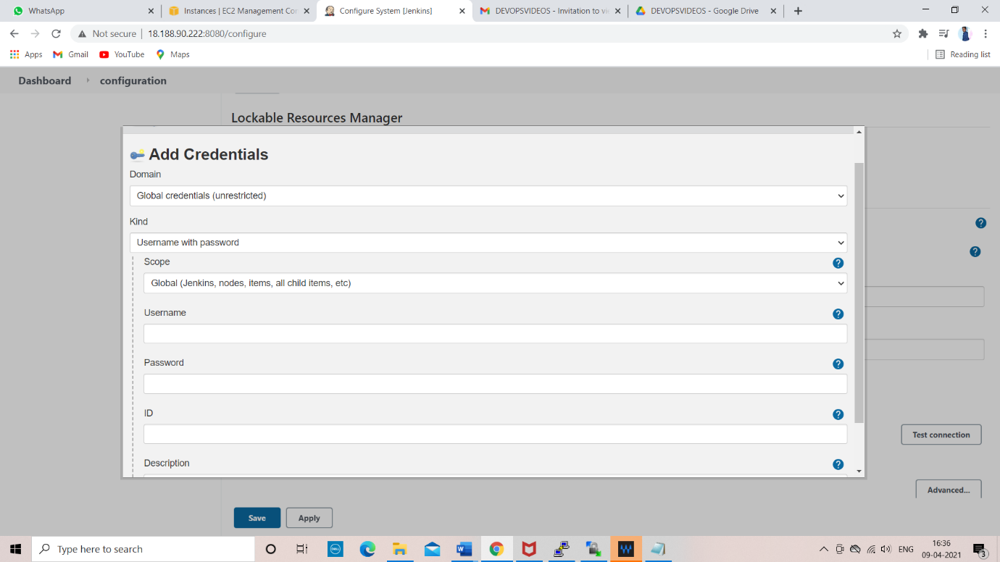 WhatsApp
Instances | EC2 Management Cor
Configure System [Jenkins]
DEVOPSVIDEOS - Invitation to vie
DEVOPSVIDEOS - Google Drive
Not secure | 18.188.90.222:8080/configure
Apps
Gmail
YouTube
Maps
Reading list
Dashboard
configuration
Lockable Resources Manager
Add Credentials
Domain
Global credentials (unrestricted)
Kind
Username with password
Scope
Global (Jenkins, nodes, items, all child items, etc)
Username
Password
ID
Description
Test connection
Advanced...
Save
Apply
Type here to search
DELL
W
W
ENG
16:36
09-04-2021
3